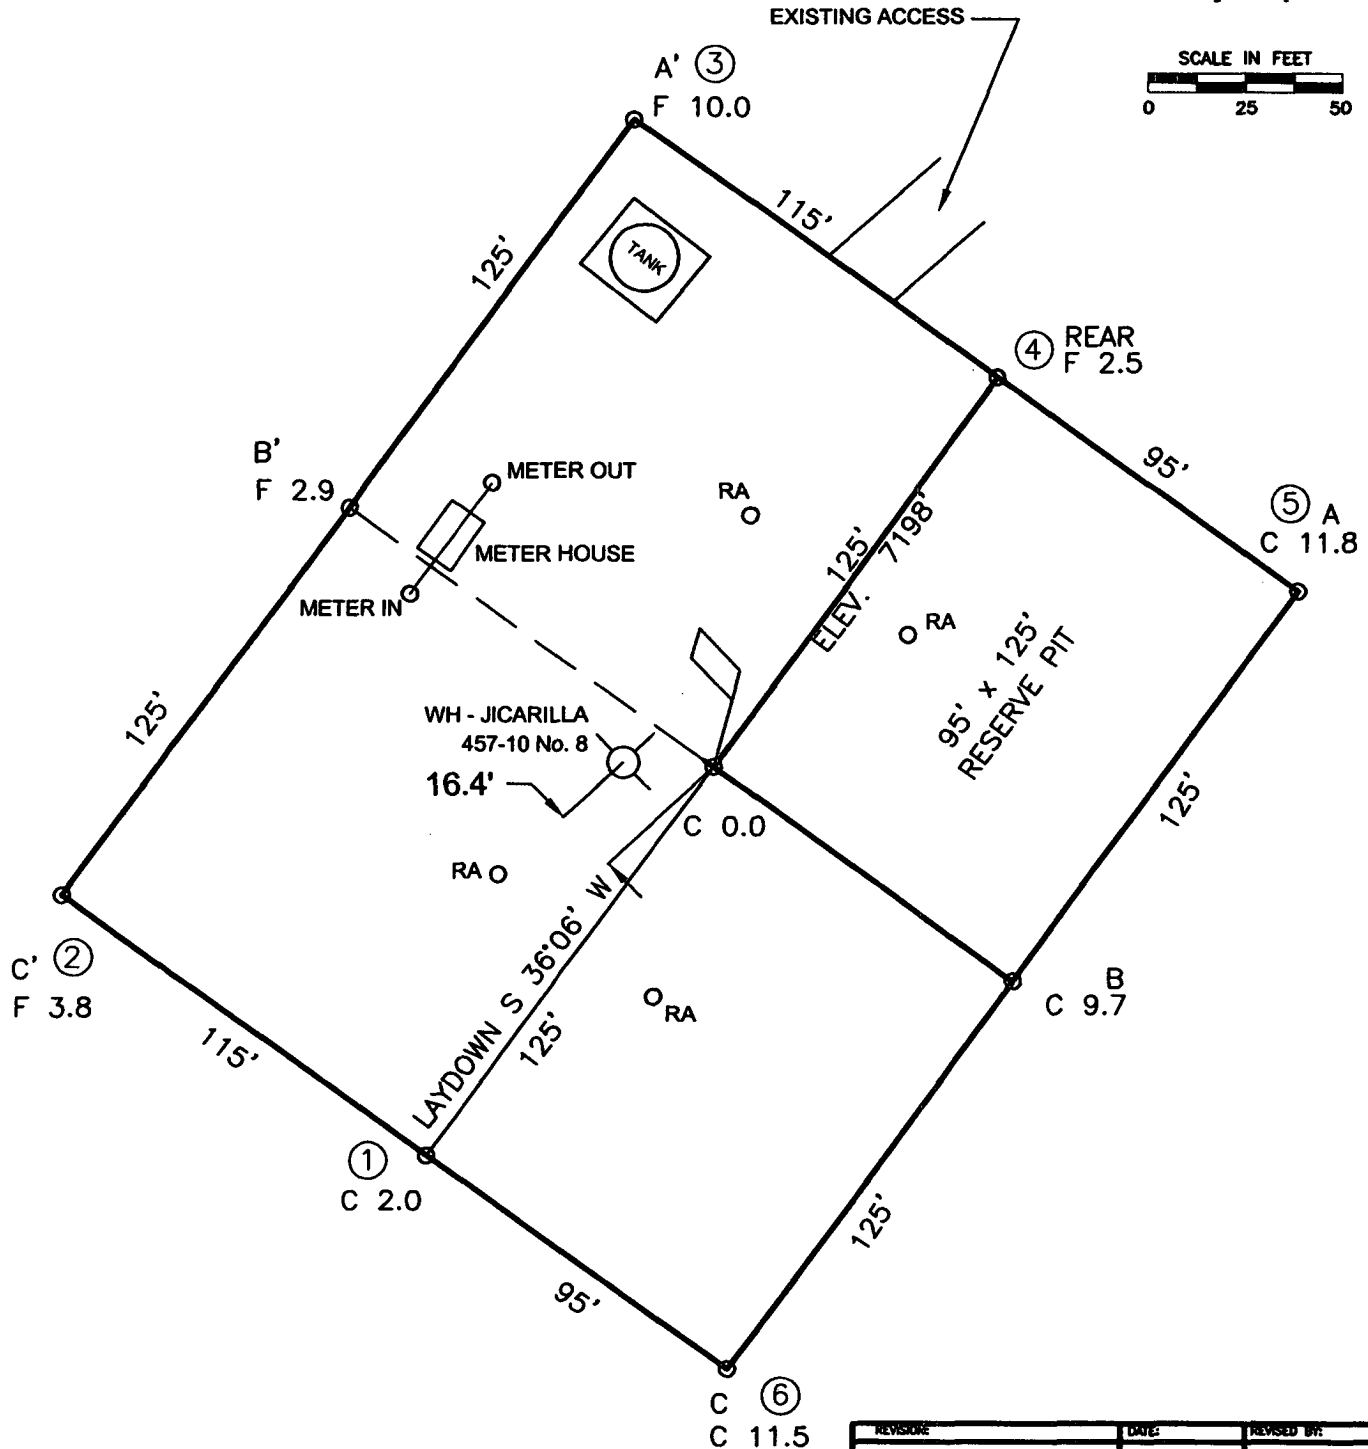 EXISTING ACCESS
SCALE IN FEET
0 25 50
A' 3
F 10.0
115'
125'
TANK
4 REAR
F 2.5
95'
5 A
C 11.8
B'
F 2.9
METER OUT
METER HOUSE
METER IN
RA
125'
ELEV. 7198'
RA
95' x 125'
RESERVE PIT
125'
125'
WH - JICARILLA
457-10 No. 8
16.4'
C 0.0
RA
LAYDOWN S 36°06' W
125'
RA
B
C 9.7
C' 2
F 3.8
115'
1
C 2.0
95'
125'
C 6
C 11.5
REVISION: DATE: REVISED BY: